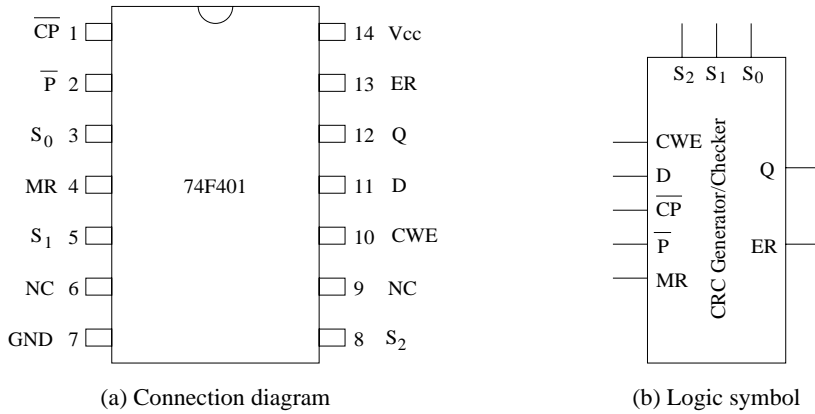 CP 1 14 Vcc
P 2 13 ER
S0 3 12 Q
MR 4 74F401 11 D
S1 5 10 CWE
NC 6 9 NC
GND 7 8 S2
(a) Connection diagram
S2 S1 S0
CWE
D
CP
P
MR
CRC Generator/Checker
Q
ER
(b) Logic symbol